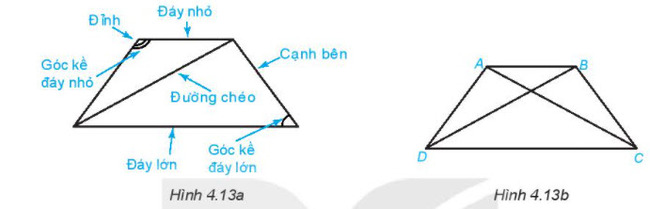 Đỉnh
Đáy nhỏ
Góc kề
đáy nhỏ
Cạnh bên
Đường chéo
Đáy lớn
Góc kề
đáy lớn
Hình 4.13a
A
B
D
C
Hình 4.13b